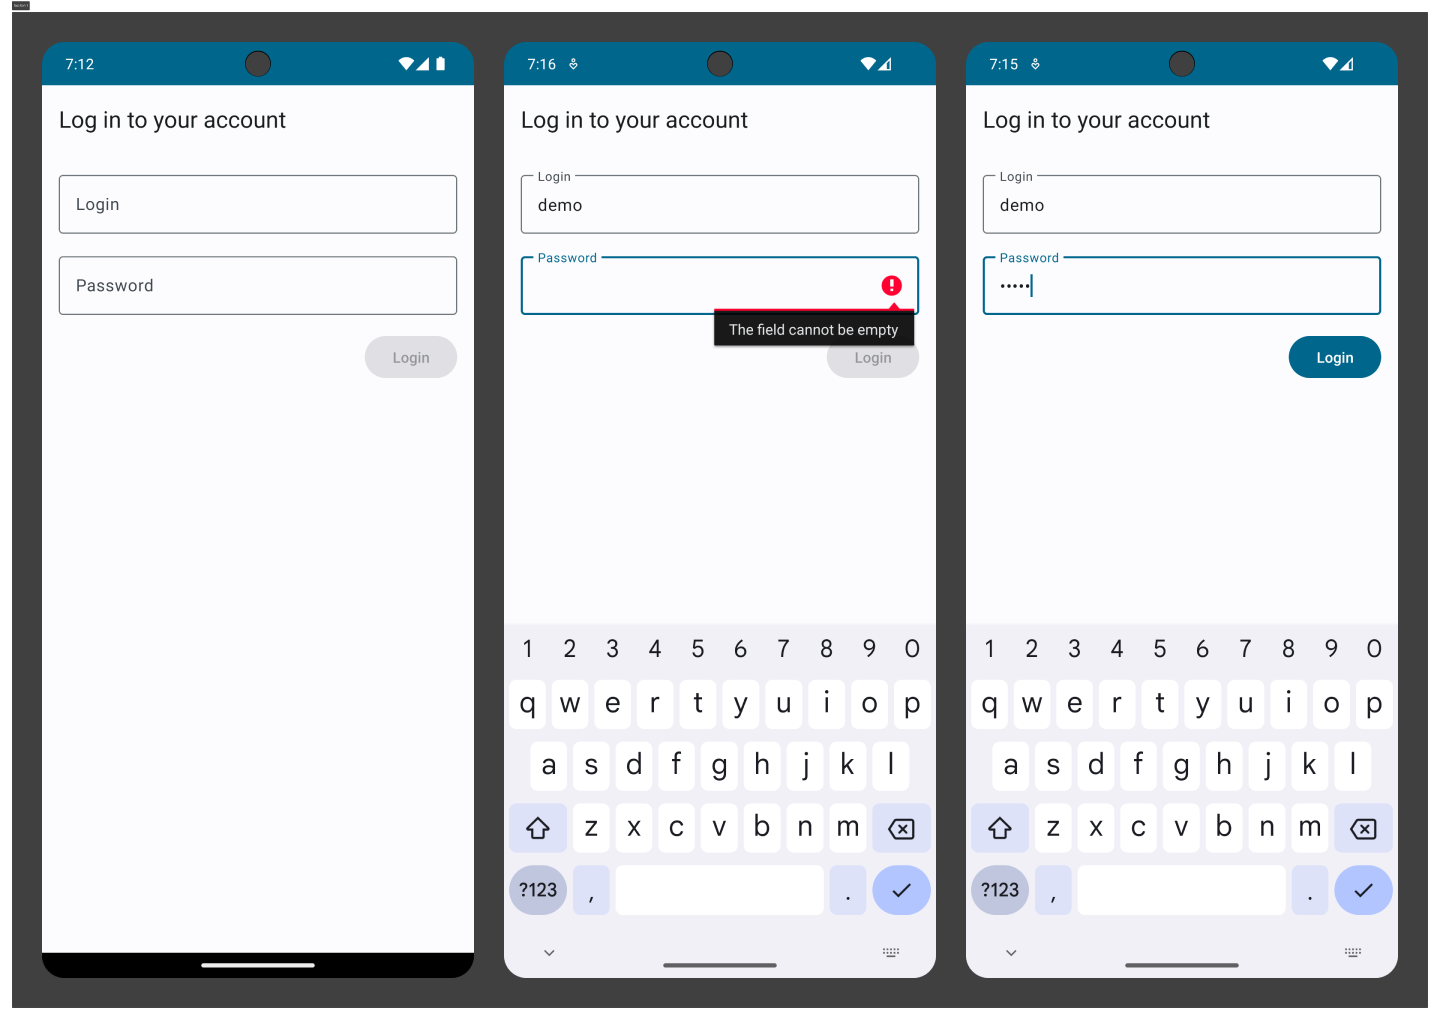 7:12
Log in to your account
Login
Password
Login
7:16
Log in to your account
Login
demo
Password
The field cannot be empty
Login
1 2 3 4 5 6 7 8 9 0
q w e r t y u i o p
a s d f g h j k l
z x c v b n m
?123 , .
7:15
Log in to your account
Login
demo
Password
•••••
Login
1 2 3 4 5 6 7 8 9 0
q w e r t y u i o p
a s d f g h j k l
z x c v b n m
?123 , .